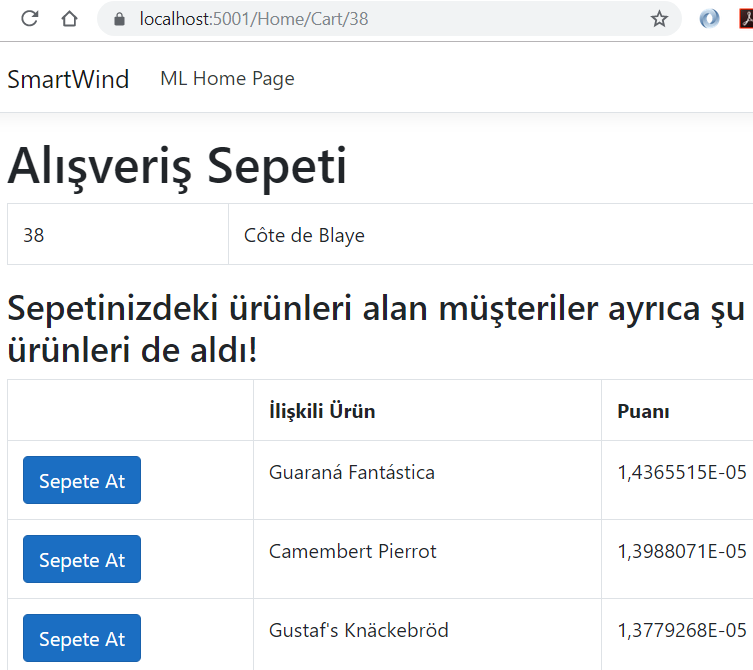 localhost:5001/Home/Cart/38
SmartWind ML Home Page
Alışveriş Sepeti
38 Côte de Blaye
Sepetinizdeki ürünleri alan müşteriler ayrıca şu
ürünleri de aldı!
İlişkili Ürün Puanı
Sepete At Guaraná Fantástica 1,4365515E-05
Sepete At Camembert Pierrot 1,3988071E-05
Sepete At Gustaf's Knäckebröd 1,3779268E-05